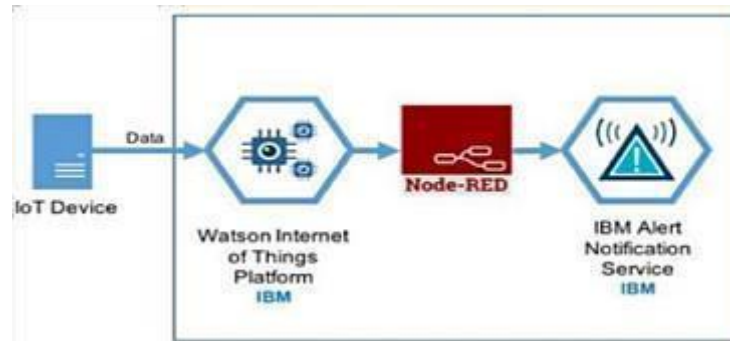 Data
IoT Device
Watson Internet
of Things
Platform
IBM
Node-RED
IBM Alert
Notification
Service
IBM